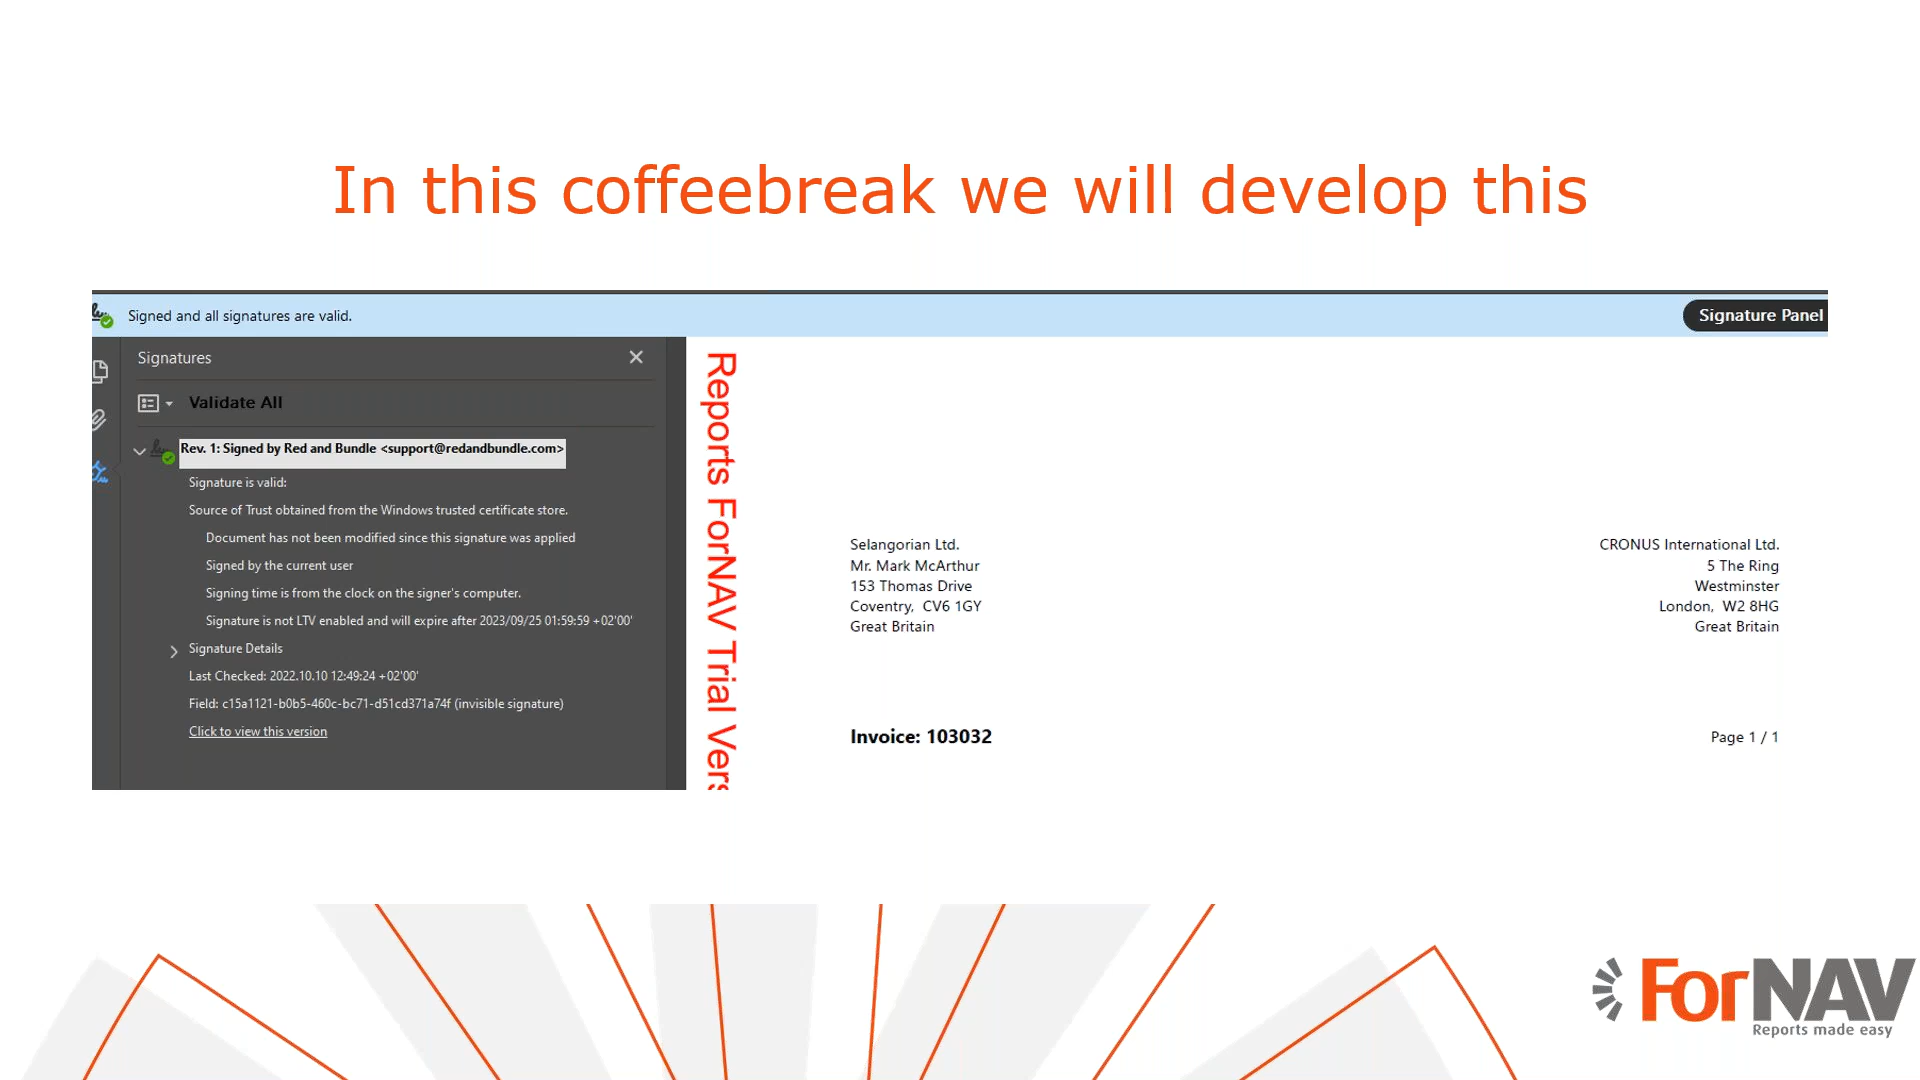 In this coffeebreak we will develop this
Signed and all signatures are valid.
Signature Panel
Signatures
Validate All
Rev. 1: Signed by Red and Bundle <support@redandbundle.com>
Signature is valid:
Source of Trust obtained from the Windows trusted certificate store.
Document has not been modified since this signature was applied
Signed by the current user
Signing time is from the clock on the signer's computer.
Signature is not LTV enabled and will expire after 2023/09/25 01:59:59 +02'00'
Signature Details
Last Checked: 2022.10.10 12:49:24 +02'00'
Field: c15a1121-b0b5-460c-bc71-d51cd371a74f (invisible signature)
Click to view this version
Reports ForNAV Trial Vers
Selangorian Ltd.
Mr. Mark McArthur
153 Thomas Drive
Coventry, CV6 1GY
Great Britain
CRONUS International Ltd.
5 The Ring
Westminster
London, W2 8HG
Great Britain
Invoice: 103032
Page 1 / 1
ForNAV
Reports made easy